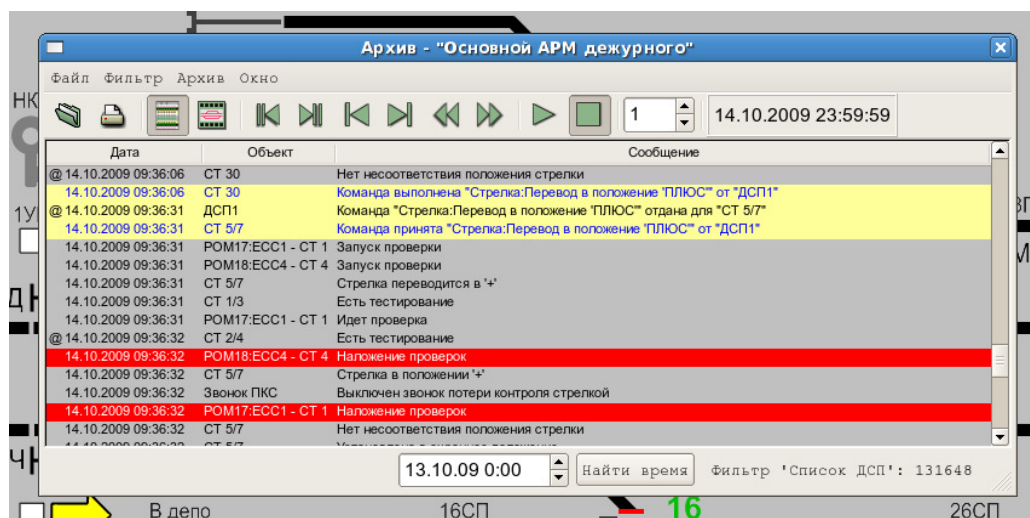 Архив - "Основной АРМ дежурного"
Файл Фильтр Архив Окно
НК
1 14.10.2009 23:59:59
Дата Объект Сообщение
@ 14.10.2009 09:36:06 СТ 30 Нет несоответствия положения стрелки
14.10.2009 09:36:06 СТ 30 Команда выполнена "Стрелка:Перевод в положение 'ПЛЮС'" от "ДСП1"
@ 14.10.2009 09:36:31 ДСП1 Команда "Стрелка:Перевод в положение 'ПЛЮС'" отдана для "СТ 5/7"
14.10.2009 09:36:31 СТ 5/7 Команда принята "Стрелка:Перевод в положение 'ПЛЮС'" от "ДСП1"
14.10.2009 09:36:31 POM17:ECC1 - СТ 1 Запуск проверки
14.10.2009 09:36:31 POM18:ECC4 - СТ 4 Запуск проверки
14.10.2009 09:36:31 СТ 5/7 Стрелка переводится в '+'
14.10.2009 09:36:31 СТ 1/3 Есть тестирование
14.10.2009 09:36:31 POM17:ECC1 - СТ 1 Идет проверка
@ 14.10.2009 09:36:32 СТ 2/4 Есть тестирование
14.10.2009 09:36:32 POM18:ECC4 - СТ 4 Наложение проверок
14.10.2009 09:36:32 СТ 5/7 Стрелка в положении '+'
14.10.2009 09:36:32 Звонок ПКС Выключен звонок потери контроля стрелкой
14.10.2009 09:36:32 POM17:ECC1 - СТ 1 Наложение проверок
14.10.2009 09:36:32 СТ 5/7 Нет несоответствия положения стрелки
13.10.09 0:00 Найти время Фильтр 'Список ДСП': 131648
В депо 16СП 16 26СП